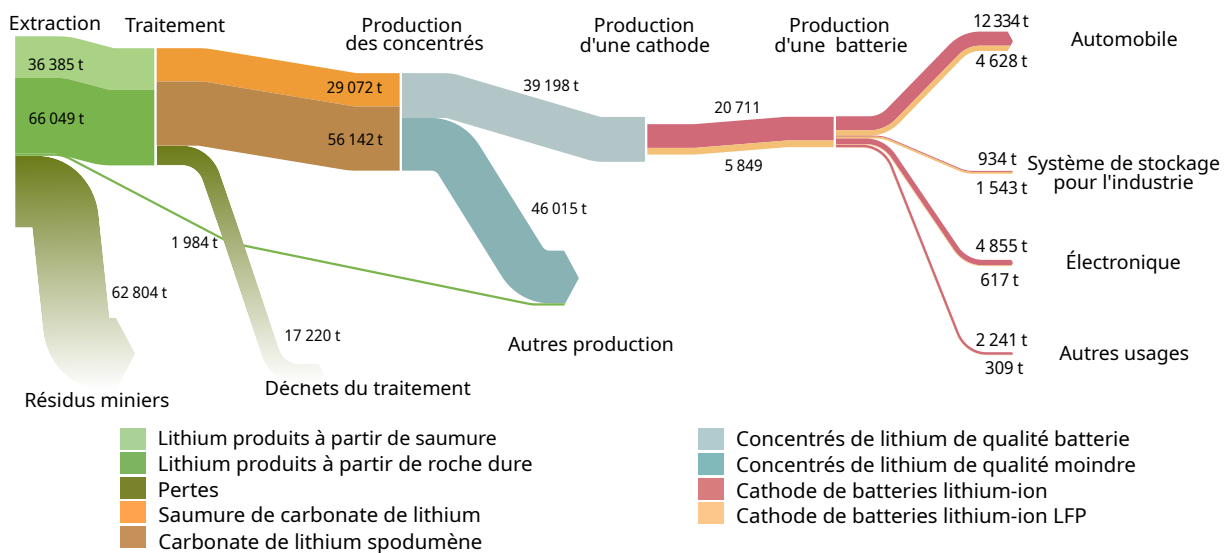 Extraction
Traitement
Production
des concentrés
Production
d'une cathode
Production
d'une batterie
12 334 t
4 628 t
Automobile
36 385 t
66 049 t
29 072 t
56 142 t
39 198 t
20 711
5 849
934 t
1 543 t
Système de stockage
pour l'industrie
46 015 t
1 984 t
4 855 t
617 t
Électronique
62 804 t
17 220 t
Autres production
2 241 t
309 t
Autres usages
Résidus miniers
Décnets du traitement
Lithium produits à partir de saumure
Lithium produits à partir de roche dure
Pertes
Saumure de carbonate de lithium
Carbonate de lithium spodumène
Concentrés de lithium de qualité batterie
Concentrés de lithium de qualité moindre
Cathode de batteries lithium-ion
Cathode de batteries lithium-ion LFP